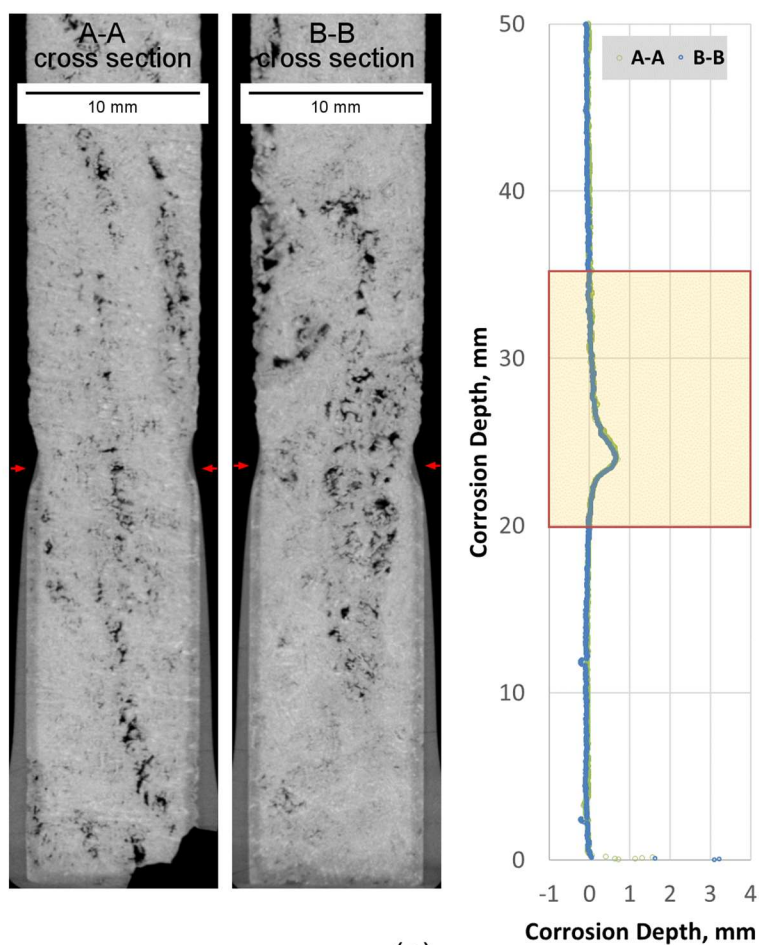 A-A
cross section
10 mm
B-B
cross section
10 mm
A-A B-B
50
40
30
20
10
0
Corrosion Depth, mm
-1 0 1 2 3 4
Corrosion Depth, mm